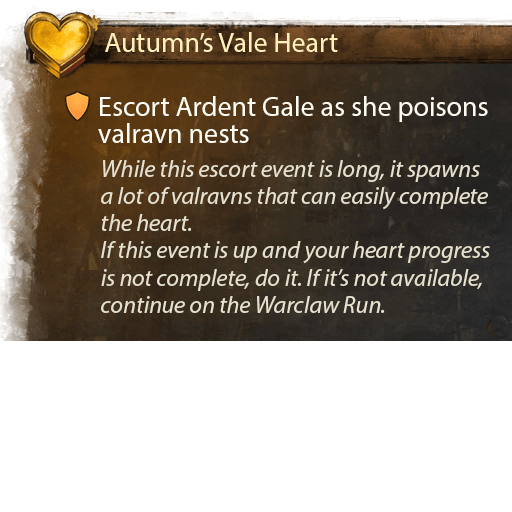 Autumn's Vale Heart
Escort Ardent Gale as she poisons
valravn nests
While this escort event is long, it spawns
a lot of valravns that can easily complete
the heart.
If this event is up and your heart progress
is not complete, do it. If it's not available,
continue on the Warclaw Run.